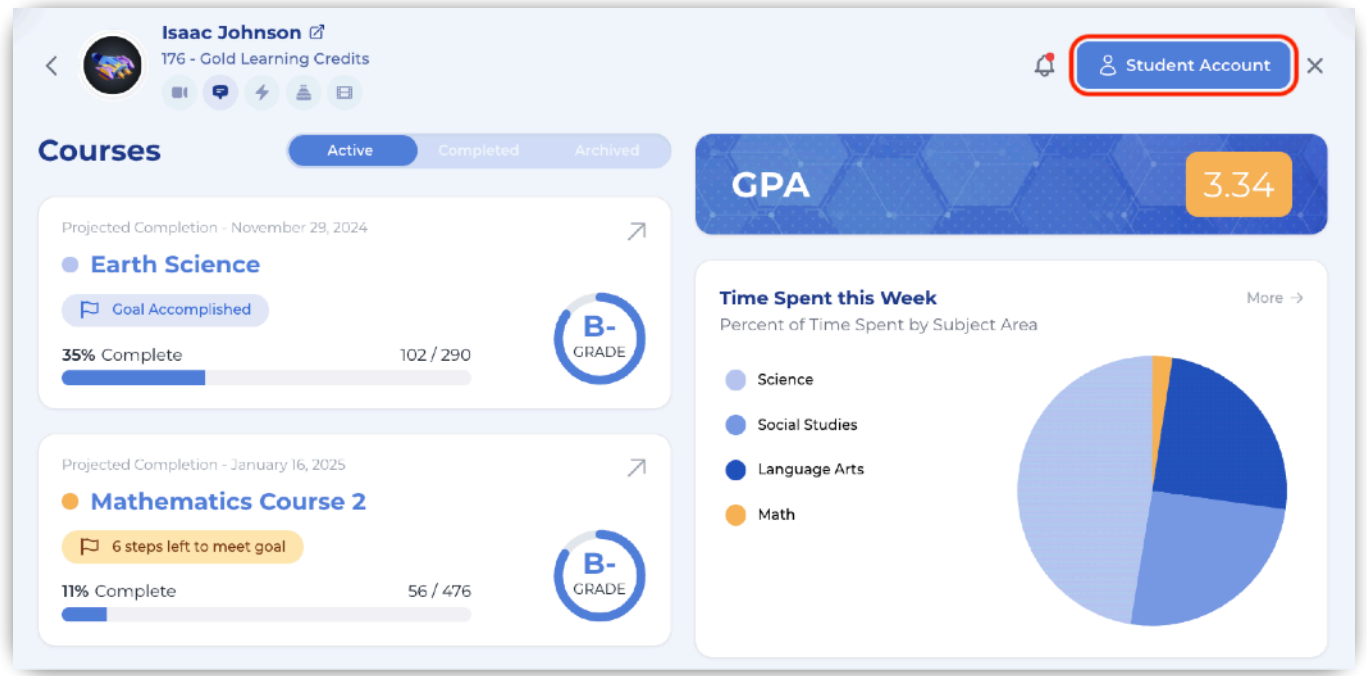 Isaac Johnson
176 - Gold Learning Credits
Student Account
Courses
Active
Completed
Archived
Projected Completion - November 29, 2024
Earth Science
Goal Accomplished
35% Complete
102 / 290
B-
GRADE
Projected Completion - January 16, 2025
Mathematics Course 2
6 steps left to meet goal
11% Complete
56 / 476
B-
GRADE
GPA
3.34
Time Spent this Week
More
Percent of Time Spent by Subject Area
Science
Social Studies
Language Arts
Math